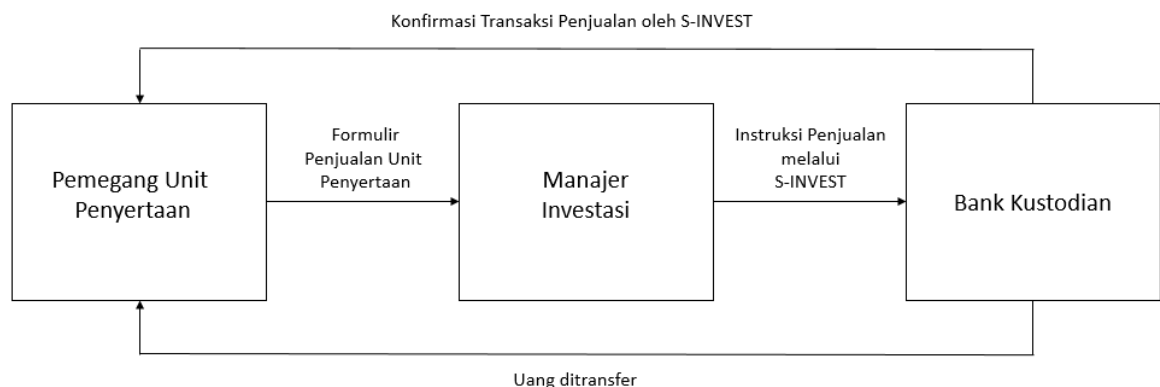 Konfirmasi Transaksi Penjualan oleh S-INVEST
Pemegang Unit
Penyertaan
Formulir
Penjualan Unit
Penyertaan
Manajer
Investasi
Instruksi Penjualan
melalui
S-INVEST
Bank Kustodian
Uang ditransfer